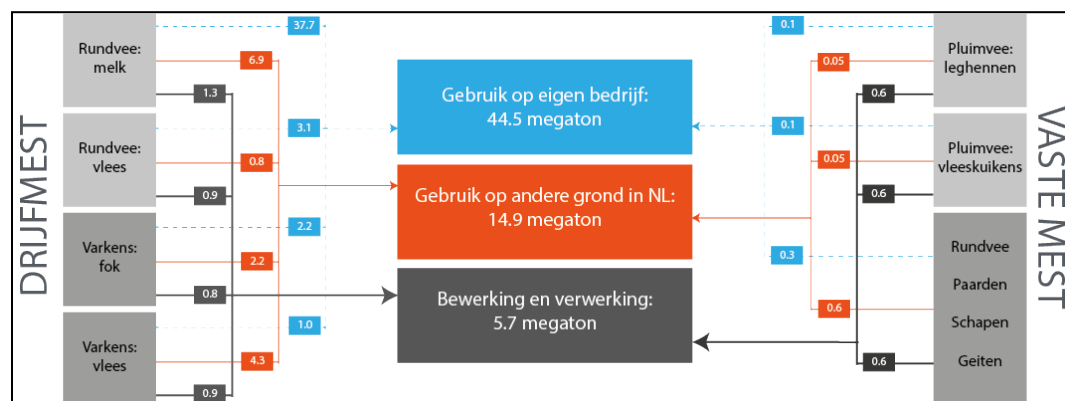 DRIJFMEST
Rundvee:
melk
37.7
6.9
1.3
Rundvee:
vlees
3.1
0.8
0.9
Varkens:
fok
2.2
2.2
0.8
Varkens:
vlees
1.0
4.3
0.9
Gebruik op eigen bedrijf:
44.5 megaton
Gebruik op andere grond in NL:
14.9 megaton
Bewerking en verwerking:
5.7 megaton
0.1
0.05
0.6
Pluimvee:
leghennen
0.1
0.05
0.6
Pluimvee:
vleeskuikens
0.3
0.6
0.6
Rundvee
Paarden
Schapen
Geiten
VASTE MEST